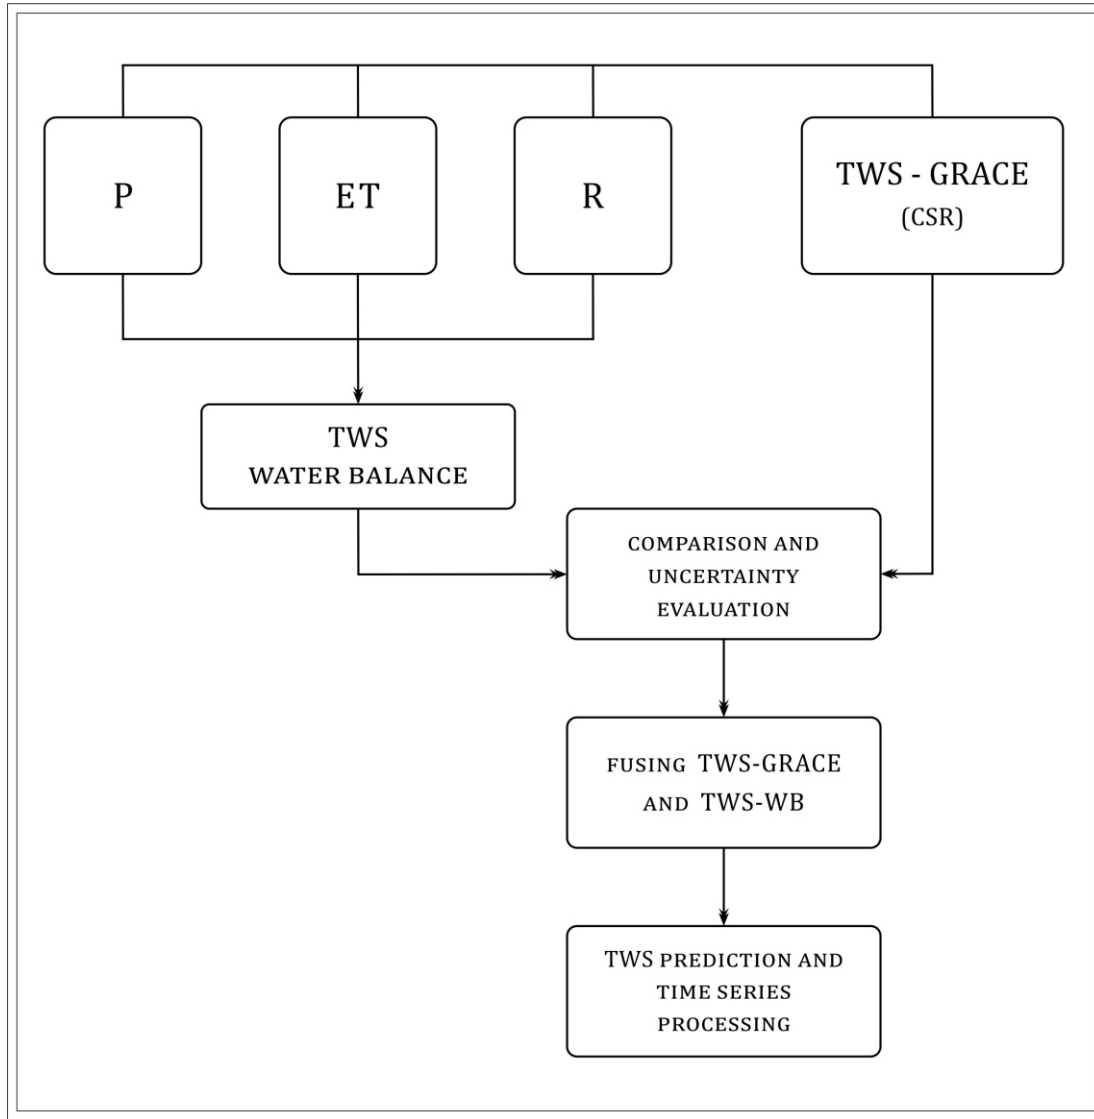 P
ET
R
TWS - GRACE
(CSR)
TWS
WATER BALANCE
COMPARISON AND
UNCERTAINTY
EVALUATION
FUSING TWS-GRACE
AND TWS-WB
TWS PREDICTION AND
TIME SERIES
PROCESSING